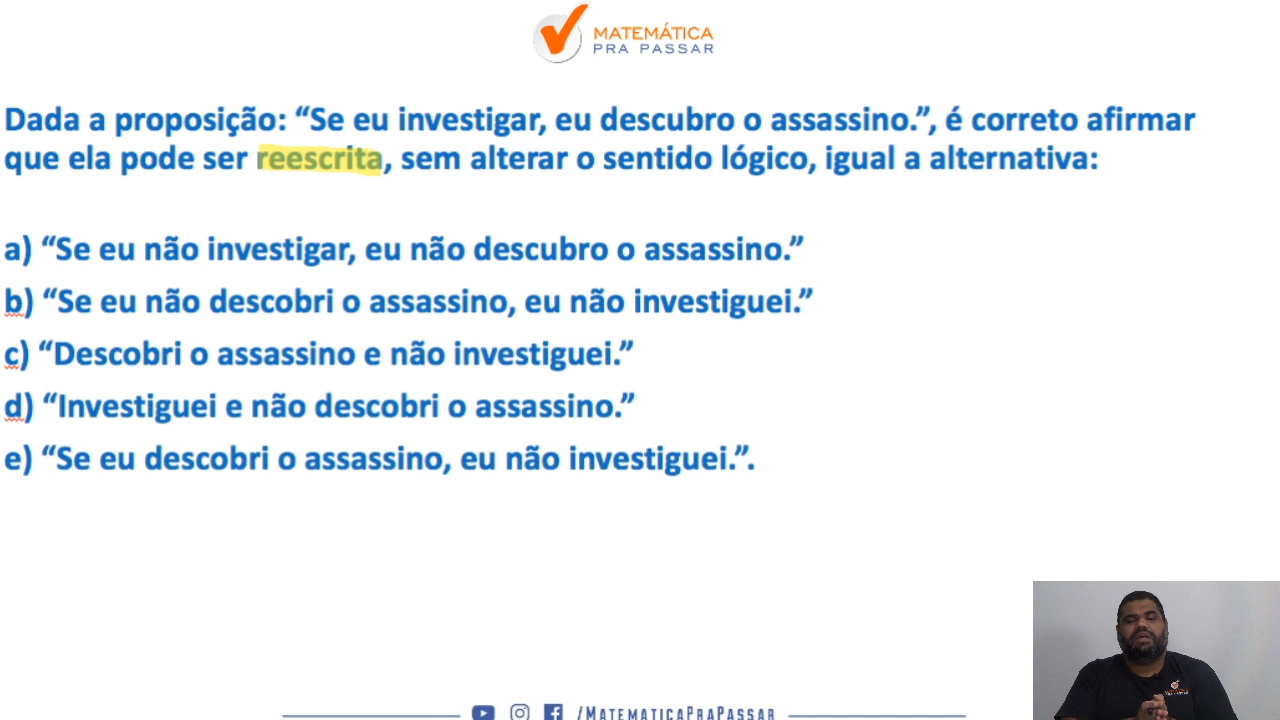 MATEMÁTICA
PRA PASSAR
Dada a proposição: “Se eu investigar, eu descubro o assassino.”, é correto afirmar
que ela pode ser reescrita, sem alterar o sentido lógico, igual a alternativa:
a) “Se eu não investigar, eu não descubro o assassino.”
b) “Se eu não descobri o assassino, eu não investiguei.”
c) “Descobri o assassino e não investiguei.”
d) “Investiguei e não descobri o assassino.”
e) “Se eu descobri o assassino, eu não investiguei.”.
/MATEMATICAPRAPASSAR